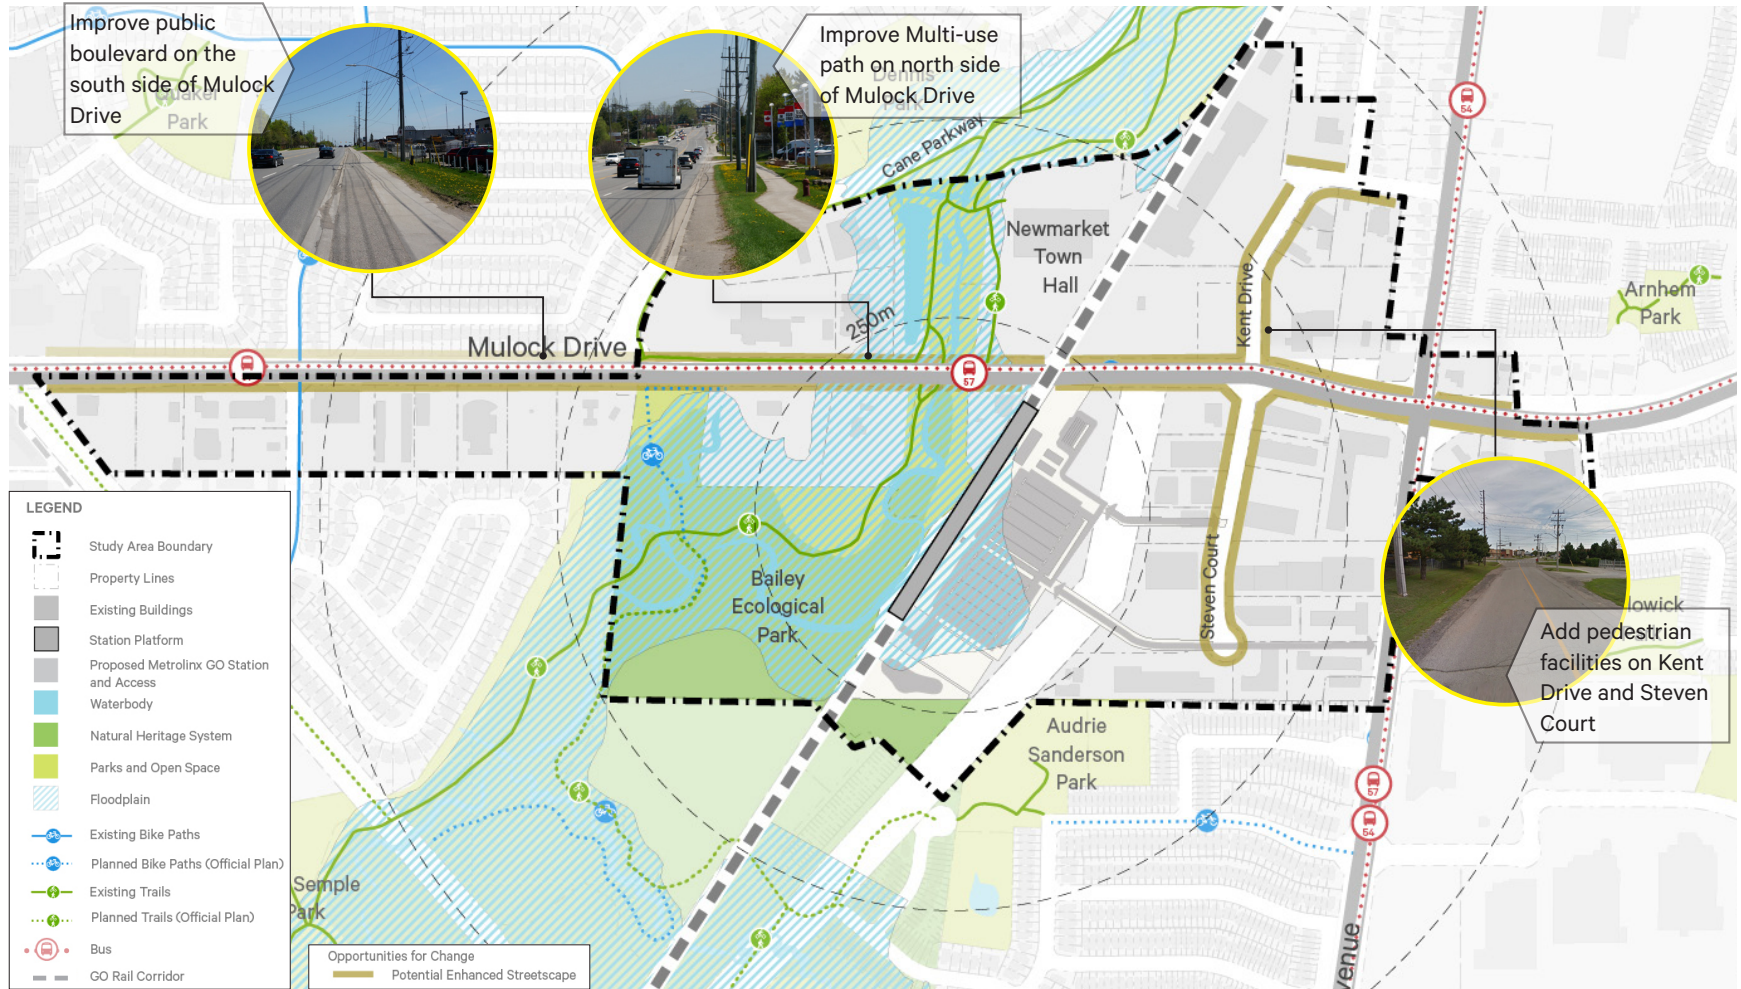 Improve public
boulevard on the
south side of Mulock
Drive
Quaker
Park
Improve Multi-use
path on north side
of Mulock Drive
Dennis
Park
Cane Parkway
54
Newmarket
Town
Hall
Kent Drive
Arnhem
Park
250m
Mulock Drive
57
Bailey
Ecological
Park
Steven Court
Add pedestrian
facilities on Kent
Drive and Steven
Court
Audrie
Sanderson
Park
57
54
Semple
Park
LEGEND
Study Area Boundary
Property Lines
Existing Buildings
Station Platform
Proposed Metrolinx GO Station
and Access
Waterbody
Natural Heritage System
Parks and Open Space
Floodplain
Existing Bike Paths
Planned Bike Paths (Official Plan)
Existing Trails
Planned Trails (Official Plan)
Bus
GO Rail Corridor
Opportunities for Change
Potential Enhanced Streetscape
venue